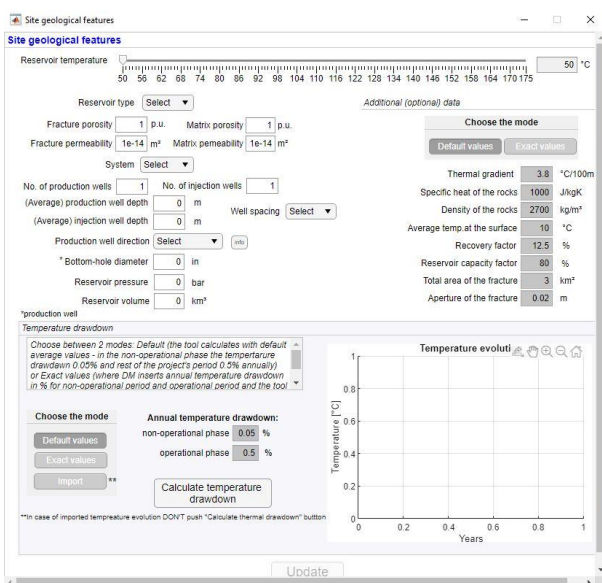 Site geological features
Site geological features
Reservoir temperature
50 56 62 68 74 80 86 92 98 104 110 116 122 128 134 140 146 152 158 164 170 175
50 °C
Reservoir type Select
Additional (optional) data
Fracture porosity 1 p.u. Matrix porosity 1 p.u.
Fracture permeability 1e-14 m² Matrix pemeability 1e-14 m²
Choose the mode
Default values Exact values
System Select
No. of production wells 1 No. of injection wells 1
(Average) production well depth 0 m
(Average) injection well depth 0 m
Well spacing Select
Production well direction Select info
* Bottom-hole diameter 0 in
Reservoir pressure 0 bar
Reservoir volume 0 km³
*production well
Thermal gradient 3.8 °C/100m
Specific heat of the rocks 1000 J/kgK
Density of the rocks 2700 kg/m³
Average temp.at the surface 10 °C
Recovery factor 12.5 %
Reservoir capacity factor 80 %
Total area of the fracture 3 km²
Aperture of the fracture 0.02 m
Temperature drawdown
Choose between 2 modes: Default (the tool calculates with default
average values - in the non-operational phase the tempertarure
drawdawn 0.05% and rest of the project's period 0.5% annually)
or Exact values (where DM inserts annual temperature drawdown
in % for non-operational period and operational period and the tool
Choose the mode
Default values
Exact values
Import **
Annual temperature drawdown:
non-operational phase 0.05 %
operational phase 0.5 %
Calculate temperature
drawdown
**In case of imported tempreature evolution DON'T push "Calculate thermal drawdown" buttton
Temperature evoluti
Temperature [°C]
1
0.8
0.6
0.4
0.2
0
0 0.2 0.4 0.6 0.8 1
Years
Update